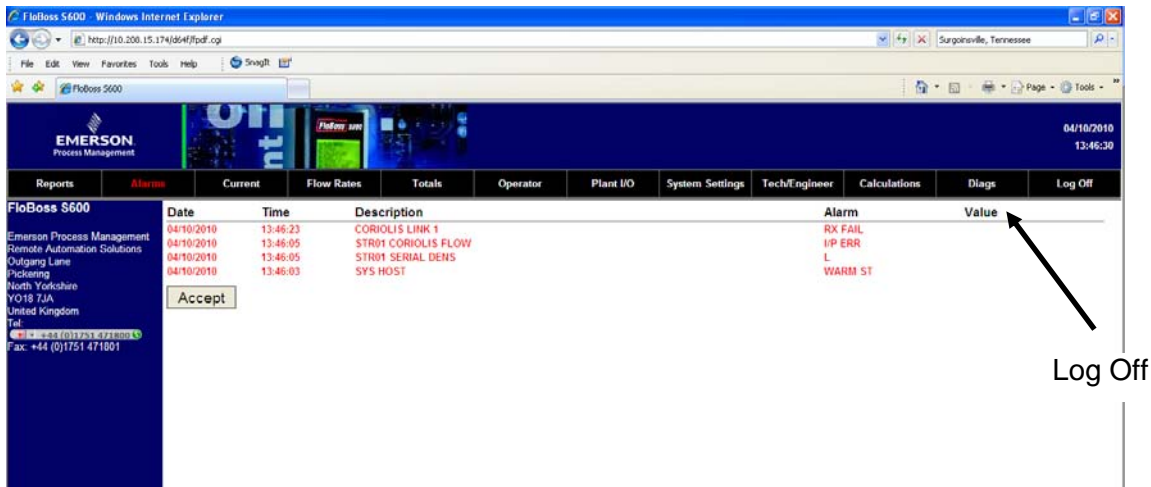 FloBoss S600 - Windows Internet Explorer
http://10.200.15.174/d64f/fpdf.cgi
Surgoinsville, Tennessee
File Edit View Favorites Tools Help SnagIt
FloBoss S600
Page Tools
EMERSON
Process Management
04/10/2010
13:46:30
Reports Alarms Current Flow Rates Totals Operator Plant I/O System Settings Tech/Engineer Calculations Diags Log Off
FloBoss S600
Emerson Process Management
Remote Automation Solutions
Outgang Lane
Pickering
North Yorkshire
YO18 7JA
United Kingdom
Tel:
+44 (0)1751 471800
Fax: +44 (0)1751 471801
Date Time Description Alarm Value
04/10/2010 13:46:23 CORIOLIS LINK 1 RX FAIL
04/10/2010 13:46:05 STR01 CORIOLIS FLOW I/P ERR
04/10/2010 13:46:05 STR01 SERIAL DENS L
04/10/2010 13:46:03 SYS HOST WARM ST
Accept
Log Off